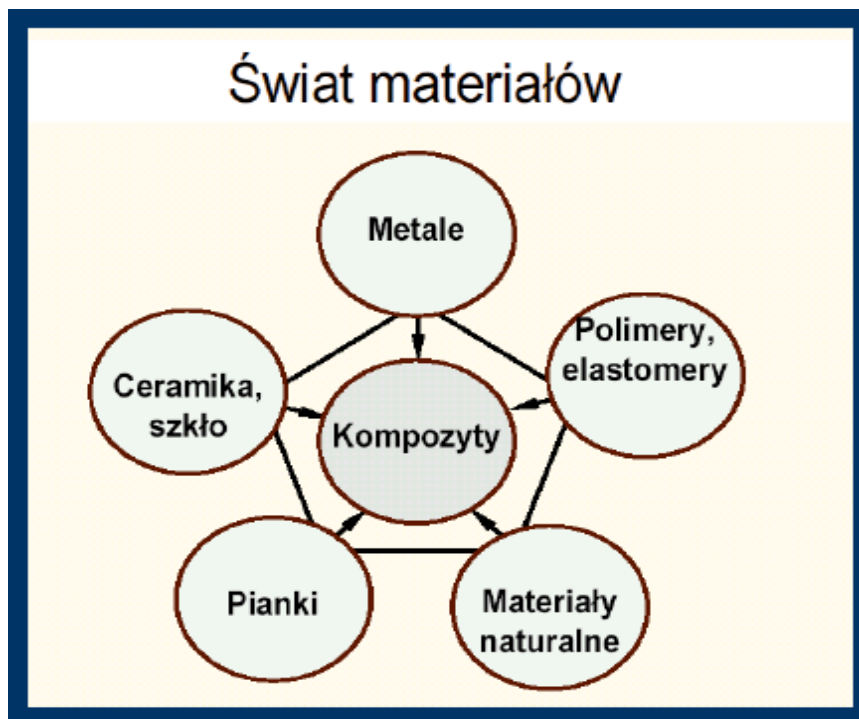 Świat materiałów
Metale
Polimery,
elastomery
Ceramika,
szkło
Kompozyty
Pianki
Materiały
naturalne